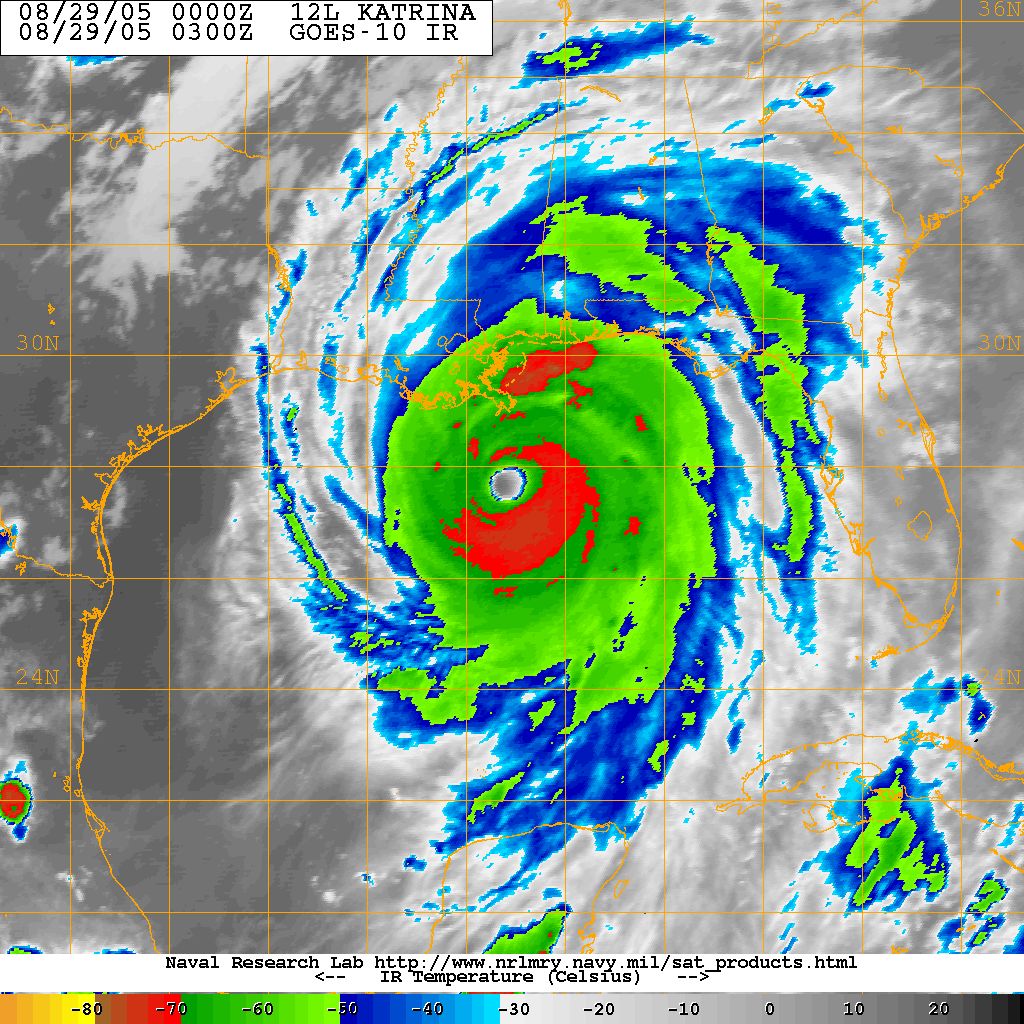 08/29/05 0000Z 12L KATRINA
08/29/05 0300Z GOES-10 IR
36N
30N 30N
24N 24N
Naval Research Lab http://www.nrlmry.navy.mil/sat_products.html
<-- IR Temperature (Celsius) -->
-80 -70 -60 -50 -40 -30 -20 -10 0 10 20